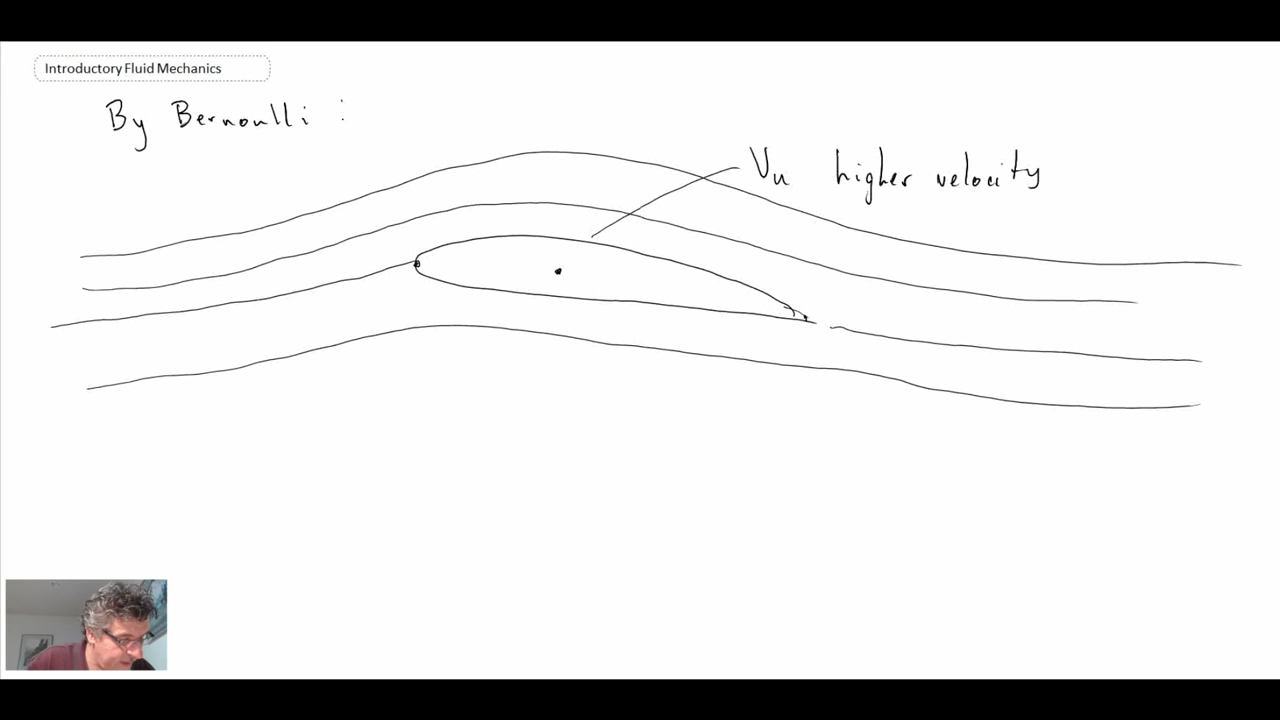 Introductory Fluid Mechanics
By Bernoulli :
Vu higher velocity